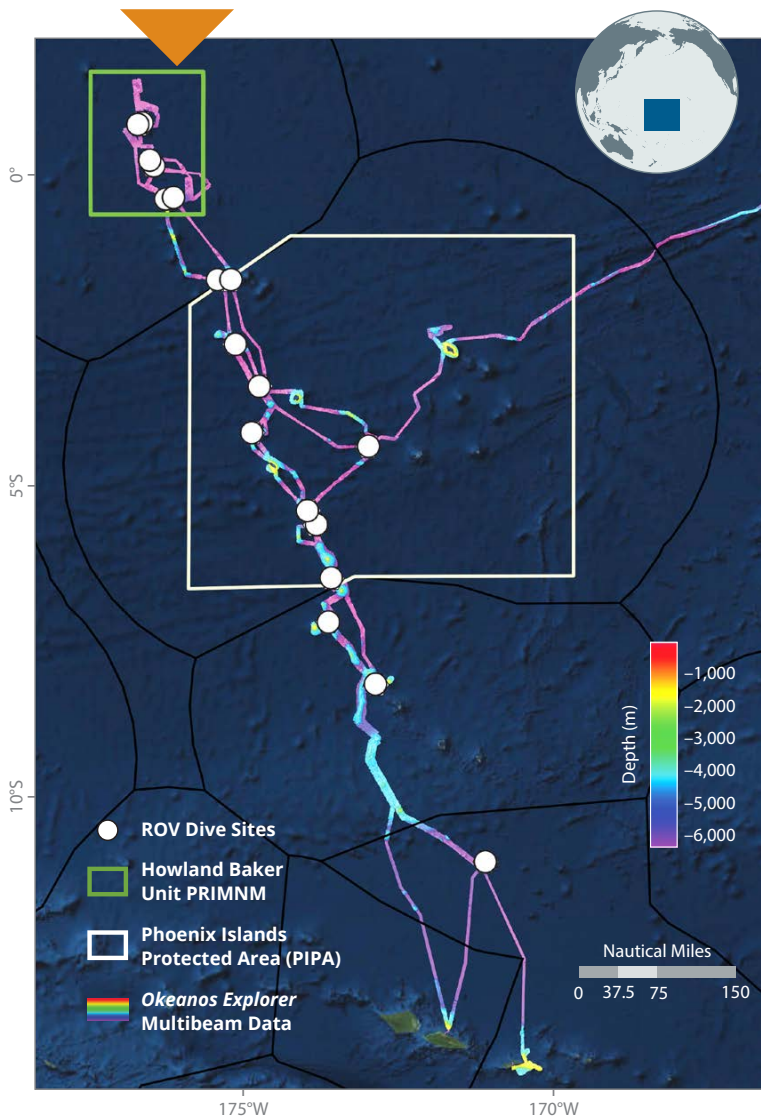 0°
5°S
10°S
Depth (m)
–1,000
–2,000
–3,000
–4,000
–5,000
–6,000
ROV Dive Sites
Howland Baker
Unit PRIMNM
Phoenix Islands
Protected Area (PIPA)
Okeanos Explorer
Multibeam Data
Nautical Miles
0 37.5 75 150
175°W 170°W